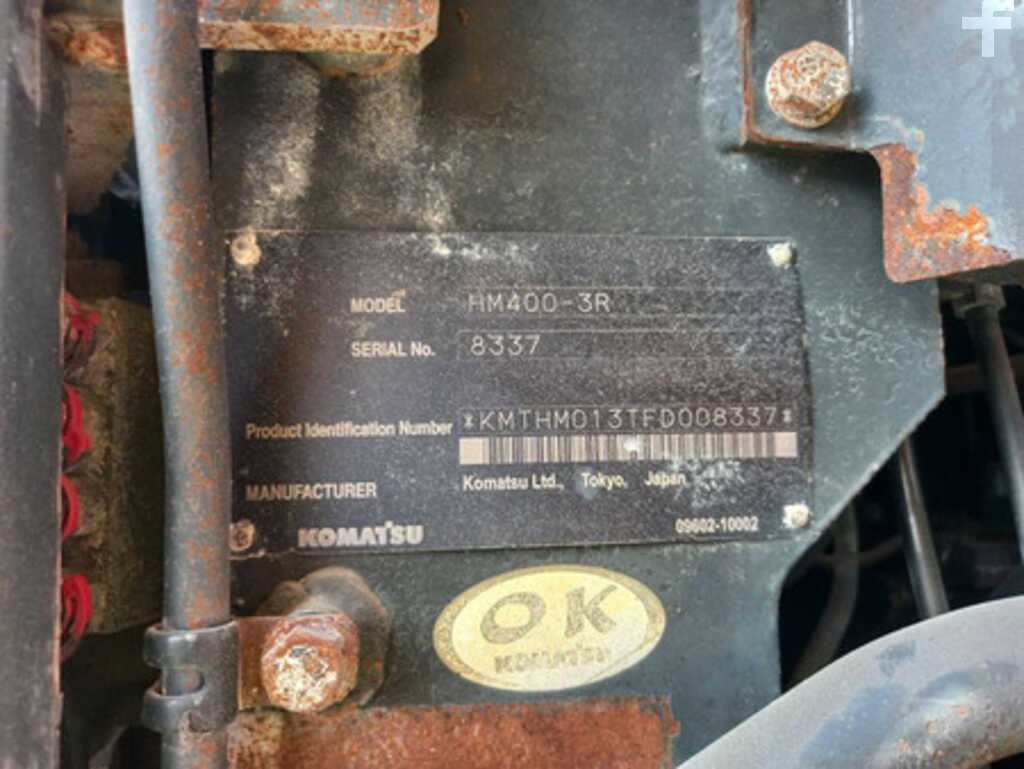 MODEL HM400-3R
SERIAL No. 8337
Product Identification Number *KMTHM013TFD008337*
MANUFACTURER Komatsu Ltd., Tokyo, Japan
KOMATSU 09602-10002
OK
KOMATSU
f